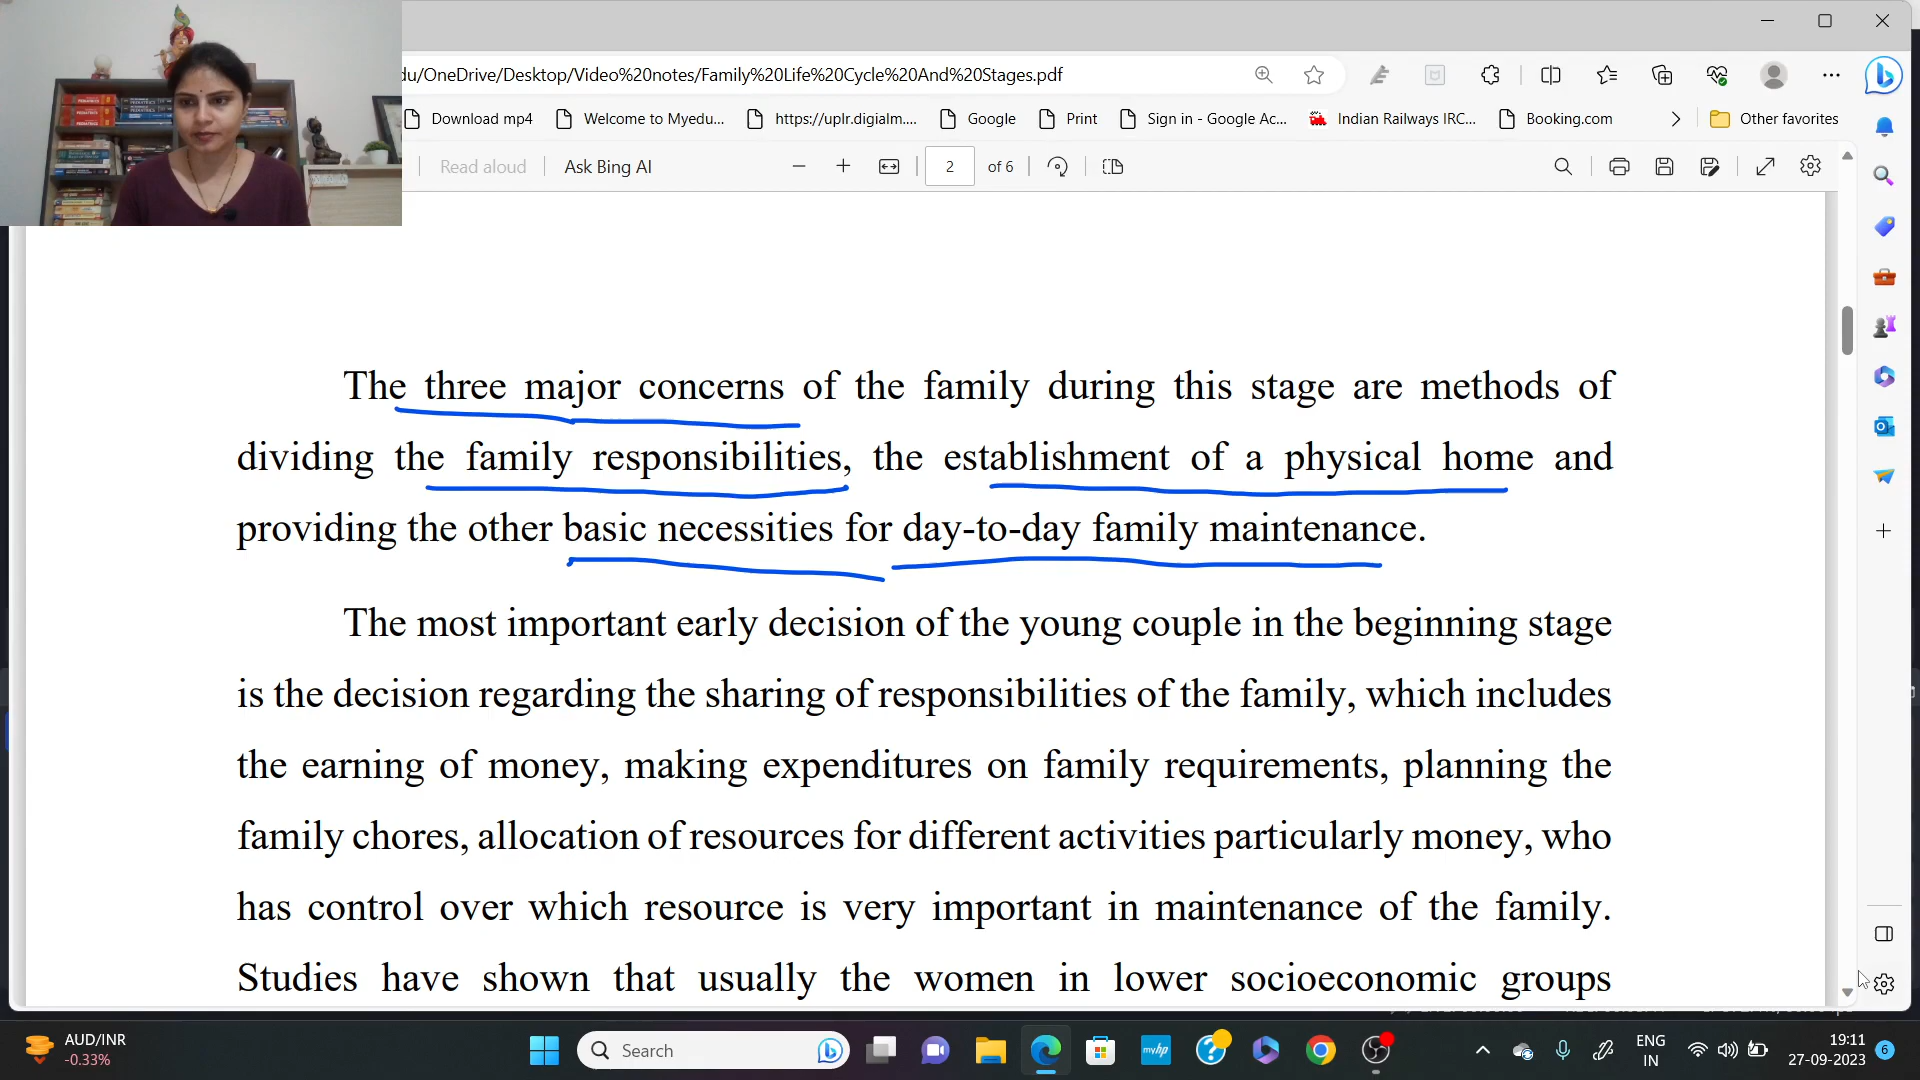 du/OneDrive/Desktop/Video%20notes/Family%20Life%20Cycle%20And%20Stages.pdf
Download mp4
Welcome to Myedu...
https://uplr.digialm....
Google
Print
Sign in - Google Ac...
Indian Railways IRC...
Booking.com
Other favorites
Read aloud
Ask Bing AI
2
of 6
The three major concerns of the family during this stage are methods of
dividing the family responsibilities, the establishment of a physical home and
providing the other basic necessities for day-to-day family maintenance.
The most important early decision of the young couple in the beginning stage
is the decision regarding the sharing of responsibilities of the family, which includes
the earning of money, making expenditures on family requirements, planning the
family chores, allocation of resources for different activities particularly money, who
has control over which resource is very important in maintenance of the family.
Studies have shown that usually the women in lower socioeconomic groups
AUD/INR
-0.33%
Search
myhp
ENG
IN
19:11
27-09-2023
6